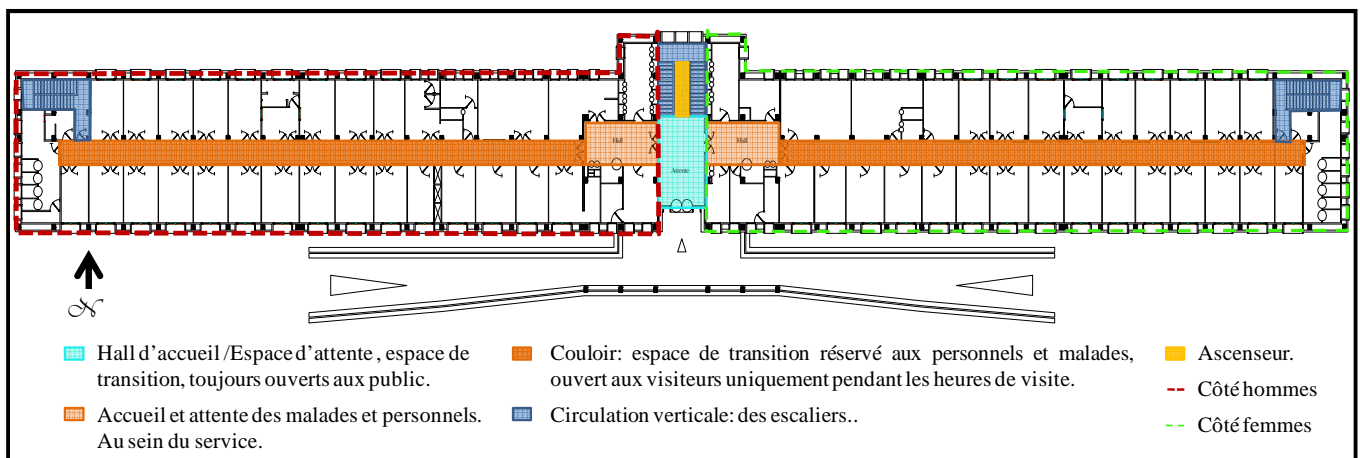 Hall
Hall
Attente
N
Hall d'accueil /Espace d'attente , espace de
transition, toujours ouverts aux public.
Accueil et attente des malades et personnels.
Au sein du service.
Couloir: espace de transition réservé aux personnels et malades,
ouvert aux visiteurs uniquement pendant les heures de visite.
Circulation verticale: des escaliers..
Ascenseur.
Côté hommes
Côté femmes